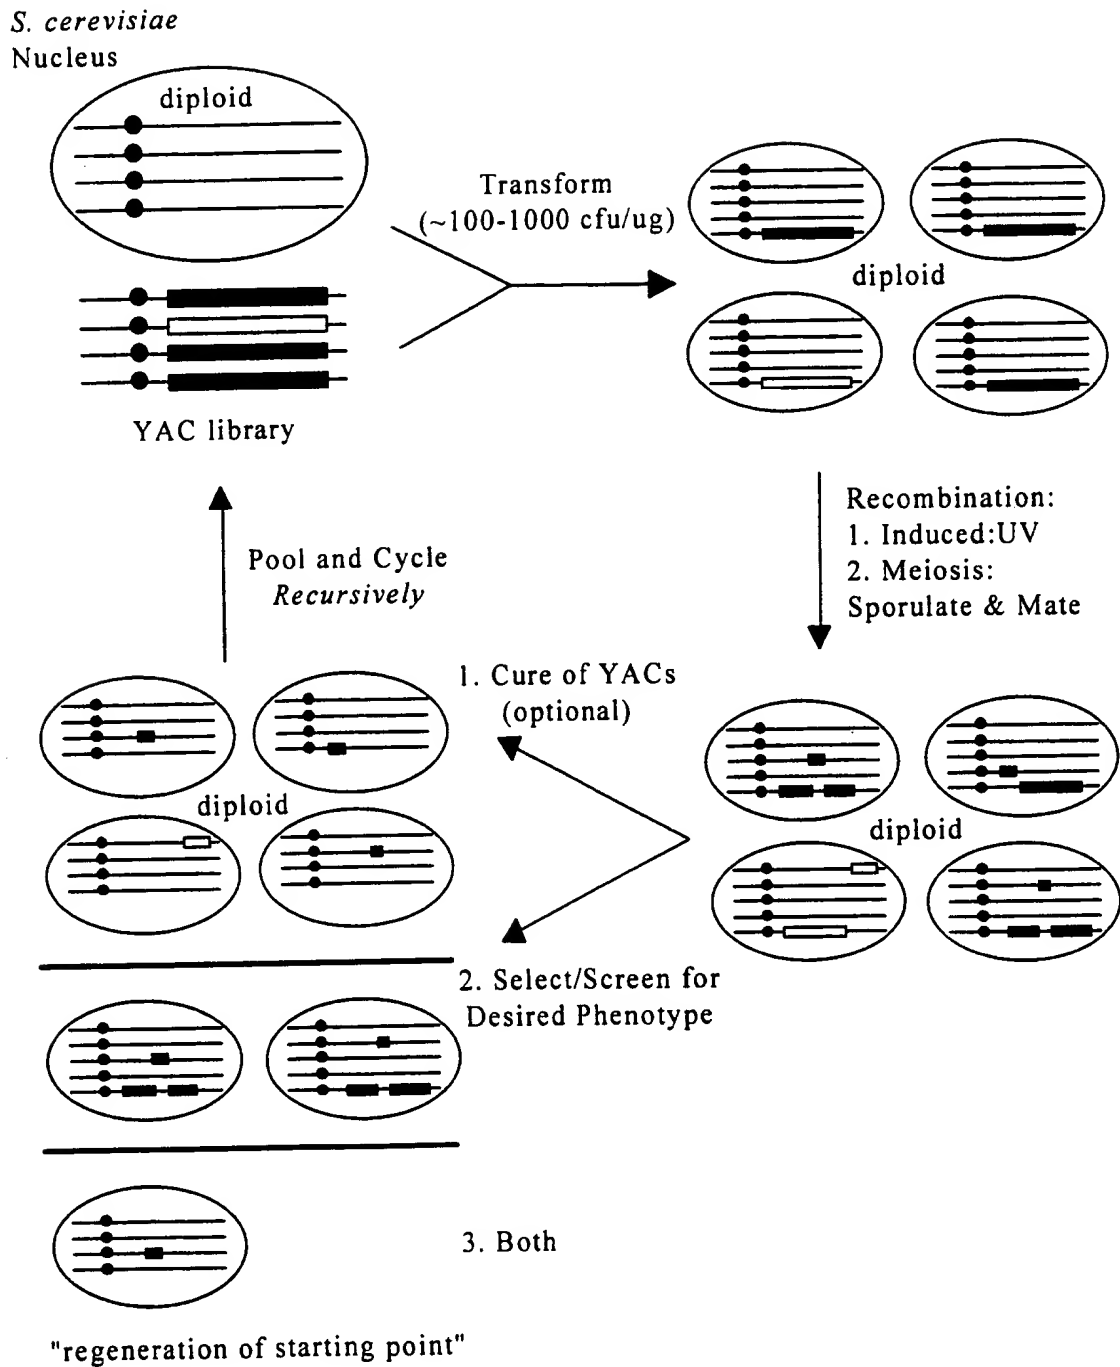 S. cerevisiae
Nucleus
diploid
Transform
(~100-1000 cfu/ug)
diploid
YAC library
Recombination:
1. Induced:UV
2. Meiosis:
Sporulate & Mate
Pool and Cycle
Recursively
1. Cure of YACs
(optional)
diploid
diploid
2. Select/Screen for
Desired Phenotype
3. Both
"regeneration of starting point"